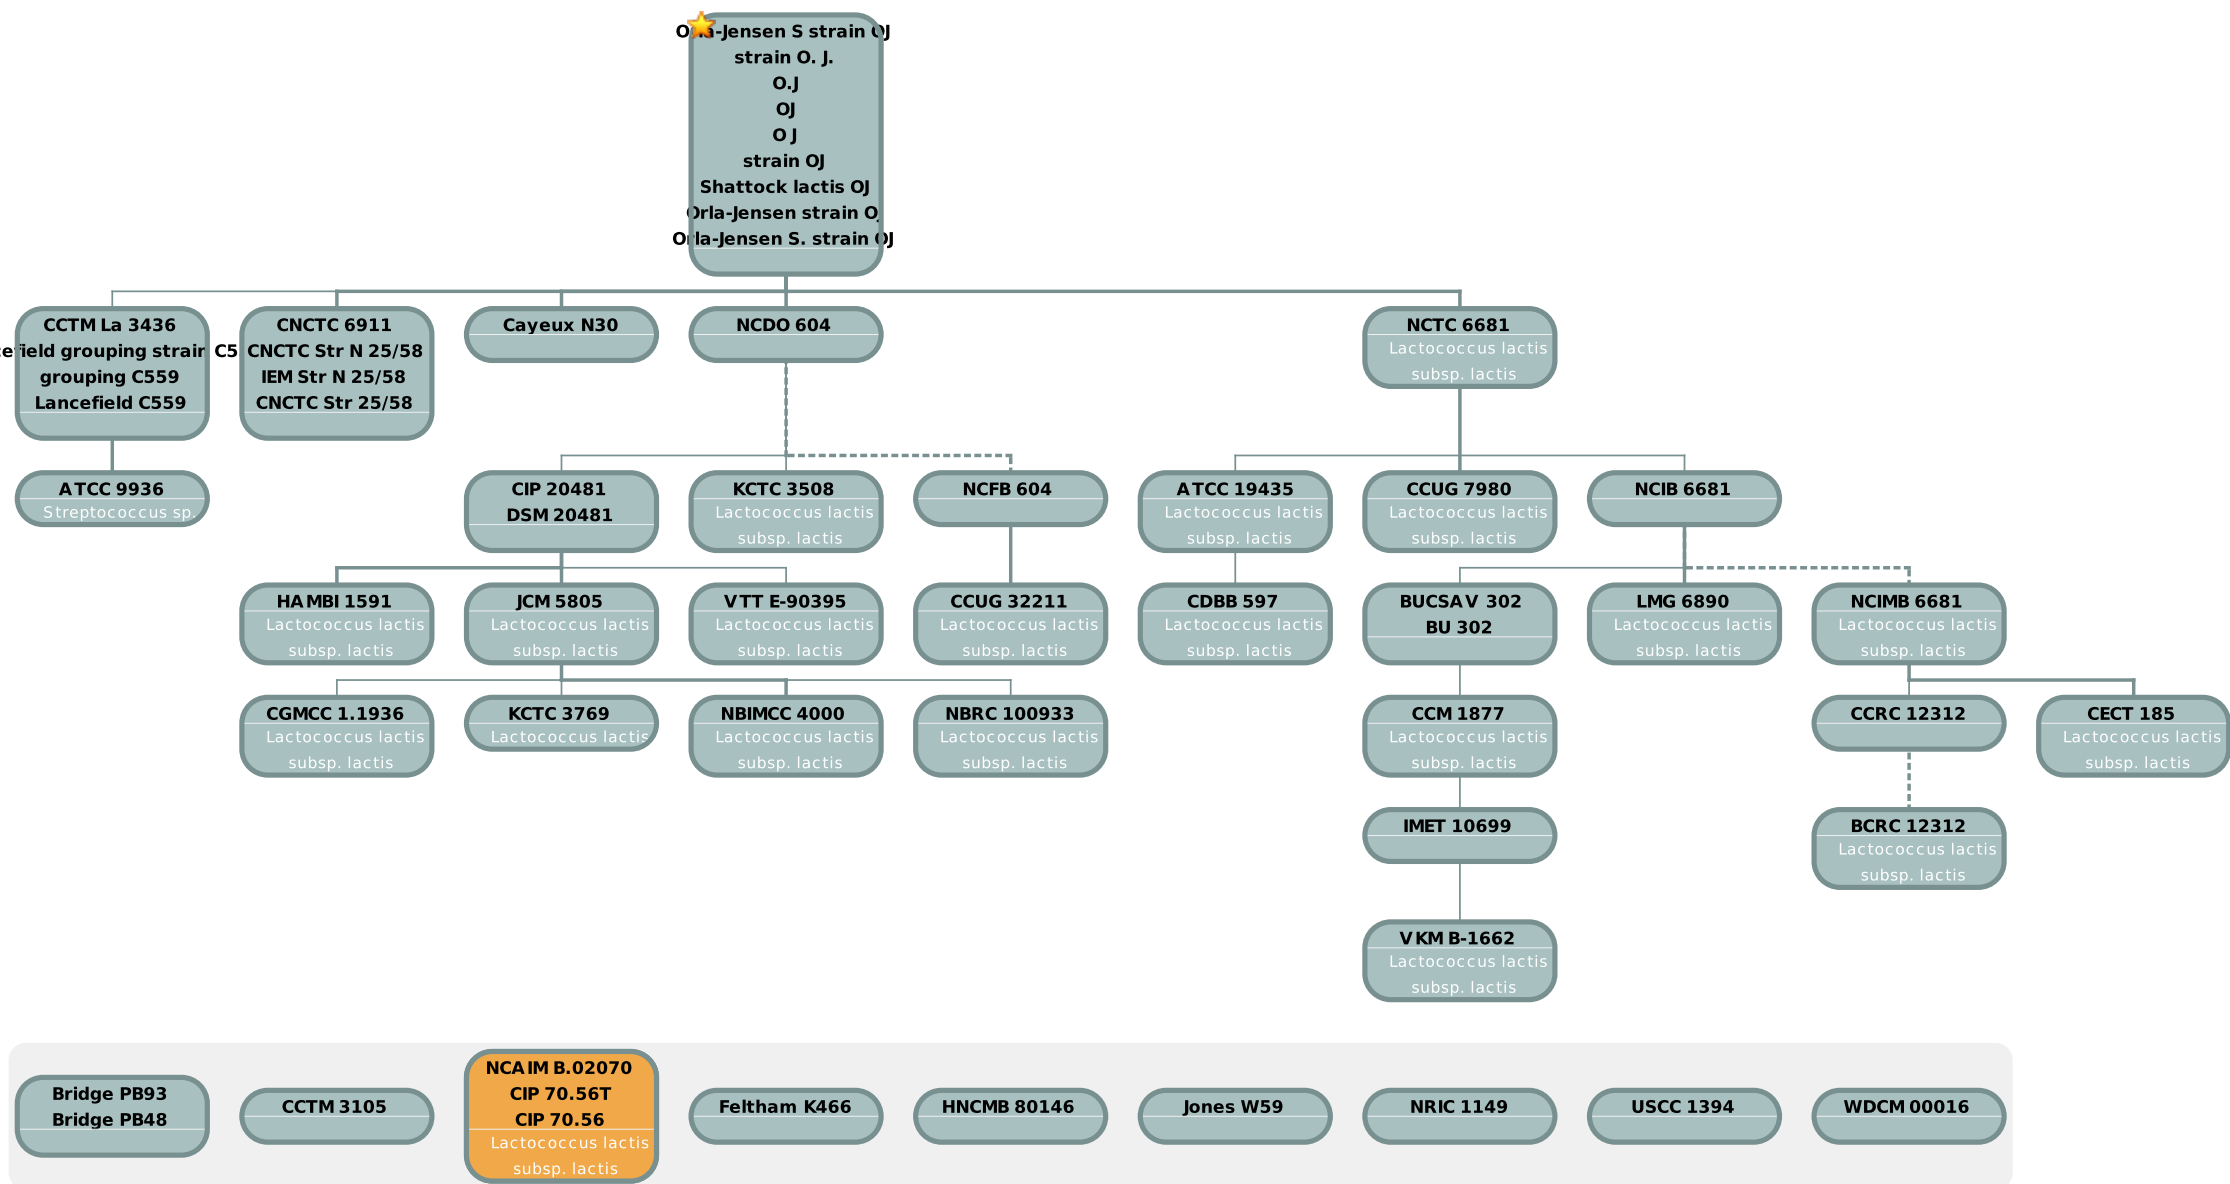 Orla-Jensen S strain OJ
strain O. J.
O.J
OJ
O J
strain OJ
Shattock lactis OJ
Orla-Jensen strain OJ
Orla-Jensen S. strain OJ
CCTM La 3436
grouping strain C5
grouping C559
Lancefield C559
CNCTC 6911
CNCTC Str N 25/58
IEM Str N 25/58
CNCTC Str 25/58
Cayeux N30
NCDO 604
NCTC 6681
Lactococcus lactis
subsp. lactis
ATCC 9936
Streptococcus sp.
CIP 20481
DSM 20481
KCTC 3508
Lactococcus lactis
subsp. lactis
NCFB 604
ATCC 19435
Lactococcus lactis
subsp. lactis
CCUG 7980
Lactococcus lactis
subsp. lactis
NCIB 6681
HAMBI 1591
Lactococcus lactis
subsp. lactis
JCM 5805
Lactococcus lactis
subsp. lactis
VTT E-90395
Lactococcus lactis
subsp. lactis
CCUG 32211
Lactococcus lactis
subsp. lactis
CDBB 597
Lactococcus lactis
subsp. lactis
BUCSAV 302
BU 302
LMG 6890
Lactococcus lactis
subsp. lactis
NCIMB 6681
Lactococcus lactis
subsp. lactis
CGMCC 1.1936
Lactococcus lactis
subsp. lactis
KCTC 3769
Lactococcus lactis
NBIMCC 4000
Lactococcus lactis
subsp. lactis
NBRC 100933
Lactococcus lactis
subsp. lactis
CCM 1877
Lactococcus lactis
subsp. lactis
CCRC 12312
CECT 185
Lactococcus lactis
subsp. lactis
IMET 10699
BCRC 12312
Lactococcus lactis
subsp. lactis
VKM B-1662
Lactococcus lactis
subsp. lactis
Bridge PB93
Bridge PB48
CCTM 3105
NCAIM B.02070
CIP 70.56T
CIP 70.56
Lactococcus lactis
subsp. lactis
Feltham K466
HNCMB 80146
Jones W59
NRIC 1149
USCC 1394
WDCM 00016